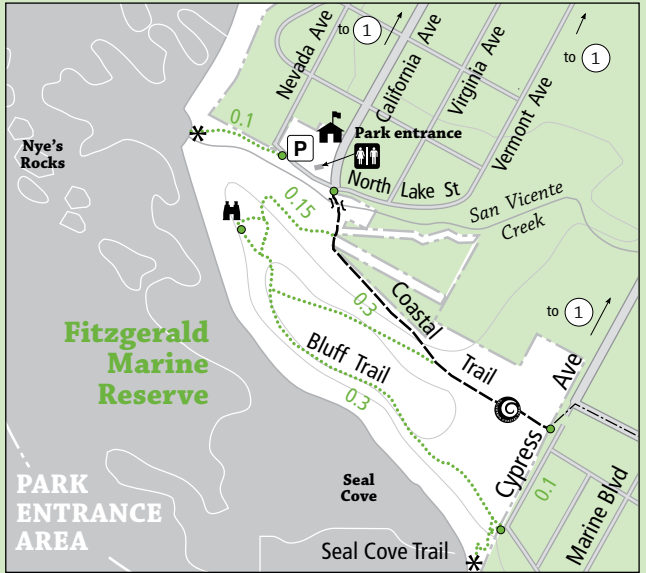 to 1
to 1
Nevada Ave
California Ave
Virginia Ave
Vermont Ave
0.1
P
Park entrance
Nye's
Rocks
North Lake St
San Vicente
Creek
0.15
to 1
Coastal
Trail
0.3
Fitzgerald
Marine
Reserve
Bluff Trail
0.3
Cypress Ave
Seal
Cove
0.1
Marine Blvd
PARK
ENTRANCE
AREA
Seal Cove Trail